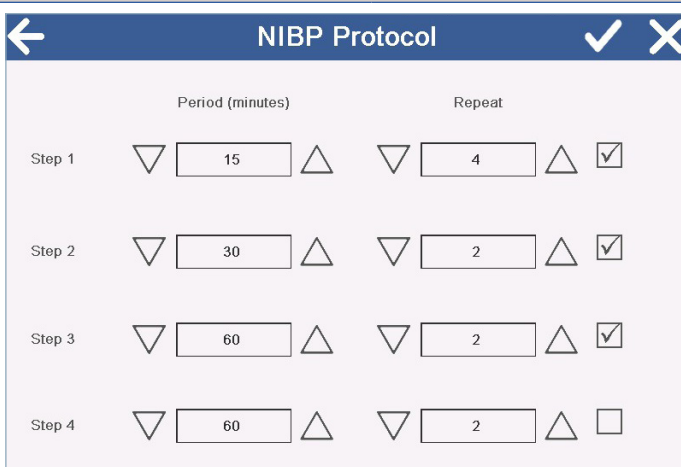 NIBP Protocol
Period (minutes) Repeat
Step 1 15 4
Step 2 30 2
Step 3 60 2
Step 4 60 2